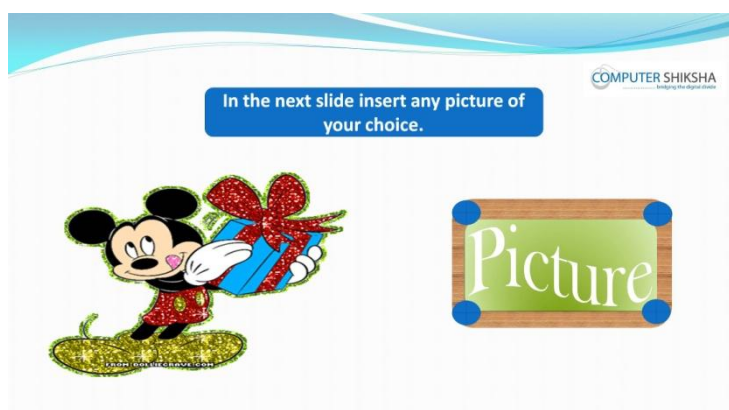 COMPUTER SHIKSHA
bridging the digital divide
In the next slide insert any picture of
your choice.
Picture
FROM DOLLIECRAVE.COM